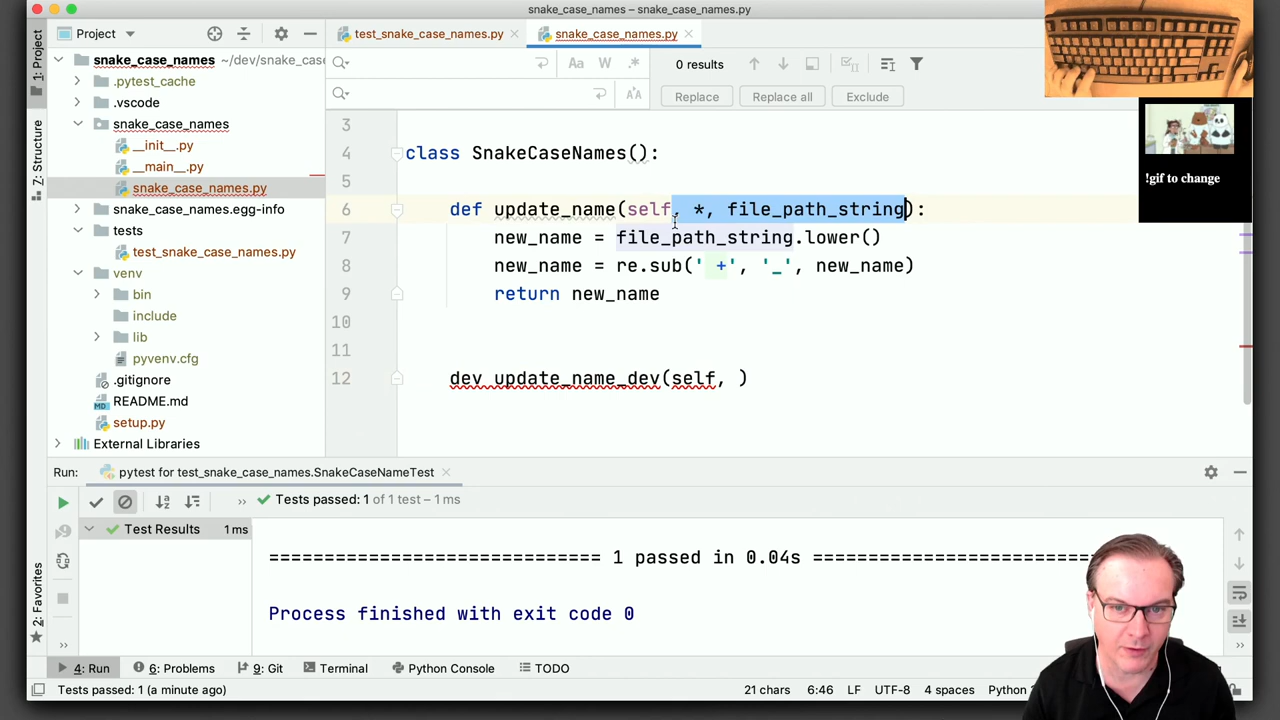 snake_case_names – snake_case_names.py
1: Project
Z: Structure
2: Favorites
Project
snake_case_names ~/dev/snake_cas
.pytest_cache
.vscode
snake_case_names
__init__.py
__main__.py
snake_case_names.py
snake_case_names.egg-info
tests
test_snake_case_names.py
venv
bin
include
lib
pyvenv.cfg
.gitignore
README.md
setup.py
External Libraries
test_snake_case_names.py
snake_case_names.py
Aa W .* 0 results
Replace Replace all Exclude
3
4 class SnakeCaseNames():
5
6 def update_name(self, *, file_path_string):
7 new_name = file_path_string.lower()
8 new_name = re.sub(' +', '_', new_name)
9 return new_name
10
11
12 dev update_name_dev(self, )
!gif to change
Run: pytest for test_snake_case_names.SnakeCaseNameTest
» Tests passed: 1 of 1 test – 1 ms
Test Results 1 ms
============================ 1 passed in 0.04s ============================
Process finished with exit code 0
4: Run 6: Problems 9: Git Terminal Python Console TODO
Tests passed: 1 (a minute ago) 21 chars 6:46 LF UTF-8 4 spaces Python